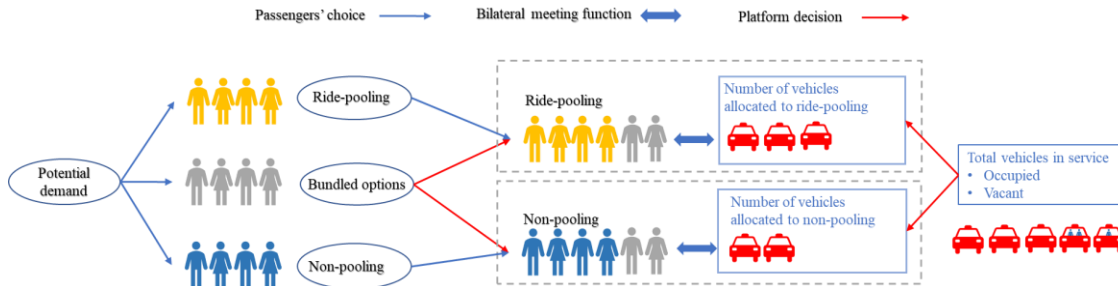 Passengers' choice
Bilateral meeting function
Platform decision
Ride-pooling
Ride-pooling
Number of vehicles
allocated to ride-pooling
Potential
demand
Bundled options
Total vehicles in service
• Occupied
• Vacant
Non-pooling
Non-pooling
Number of vehicles
allocated to non-pooling